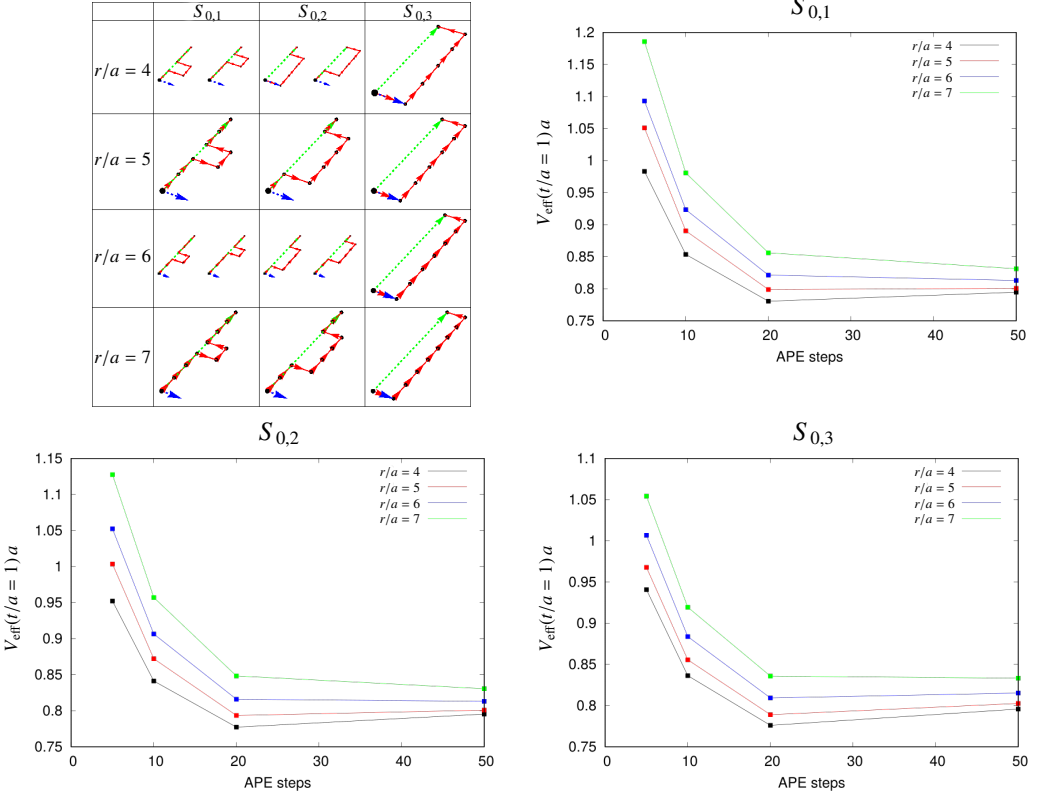 S0,1 S0,2 S0,3
r/a = 4
r/a = 5
r/a = 6
r/a = 7
S0,1
1.2
1.15
1.1
1.05
1
0.95
0.9
0.85
0.8
0.75
0 10 20 30 40 50
Veff(t/a = 1) a
APE steps
r/a = 4
r/a = 5
r/a = 6
r/a = 7
S0,2
1.15
1.1
1.05
1
0.95
0.9
0.85
0.8
0.75
0 10 20 30 40 50
Veff(t/a = 1) a
APE steps
r/a = 4
r/a = 5
r/a = 6
r/a = 7
S0,3
1.1
1.05
1
0.95
0.9
0.85
0.8
0.75
0 10 20 30 40 50
Veff(t/a = 1) a
APE steps
r/a = 4
r/a = 5
r/a = 6
r/a = 7